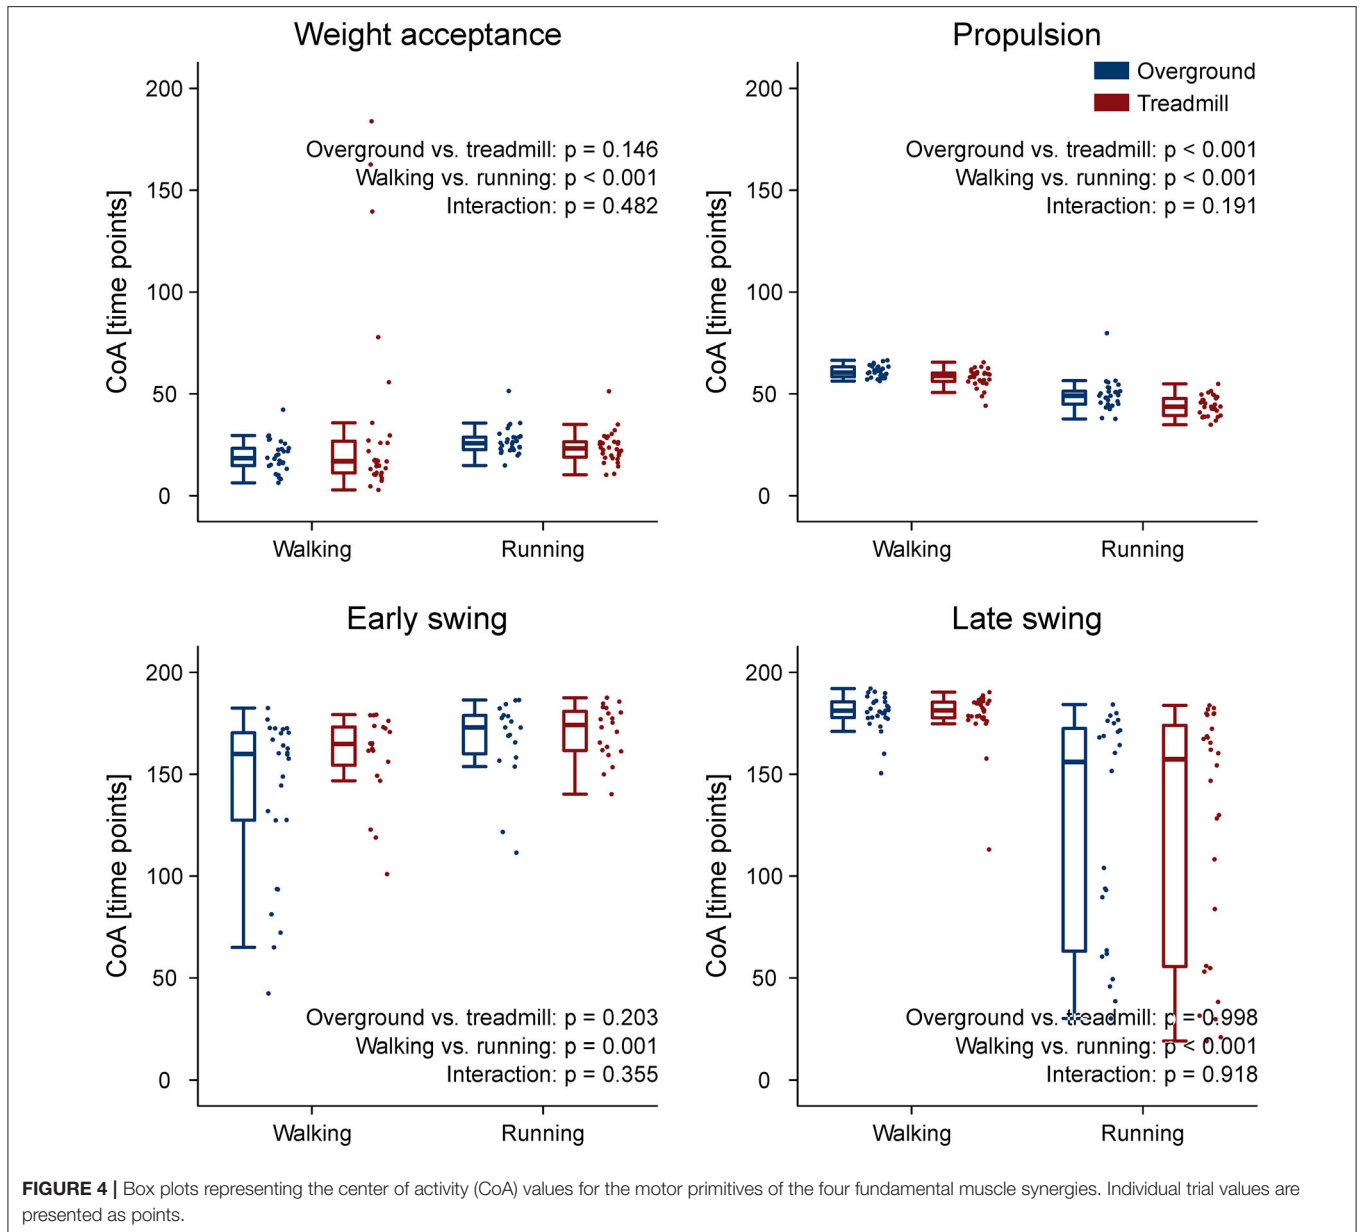 Weight acceptance
200
150
100
50
0
CoA [time points]
Overground vs. treadmill: p = 0.146
Walking vs. running: p < 0.001
Interaction: p = 0.482
Walking
Running
Propulsion
Overground
Treadmill
200
150
100
50
0
CoA [time points]
Overground vs. treadmill: p < 0.001
Walking vs. running: p < 0.001
Interaction: p = 0.191
Walking
Running
Early swing
200
150
100
50
0
CoA [time points]
Overground vs. treadmill: p = 0.203
Walking vs. running: p = 0.001
Interaction: p = 0.355
Walking
Running
Late swing
200
150
100
50
0
CoA [time points]
Overground vs. treadmill: p = 0.998
Walking vs. running: p < 0.001
Interaction: p = 0.918
Walking
Running
FIGURE 4 | Box plots representing the center of activity (CoA) values for the motor primitives of the four fundamental muscle synergies. Individual trial values are
presented as points.